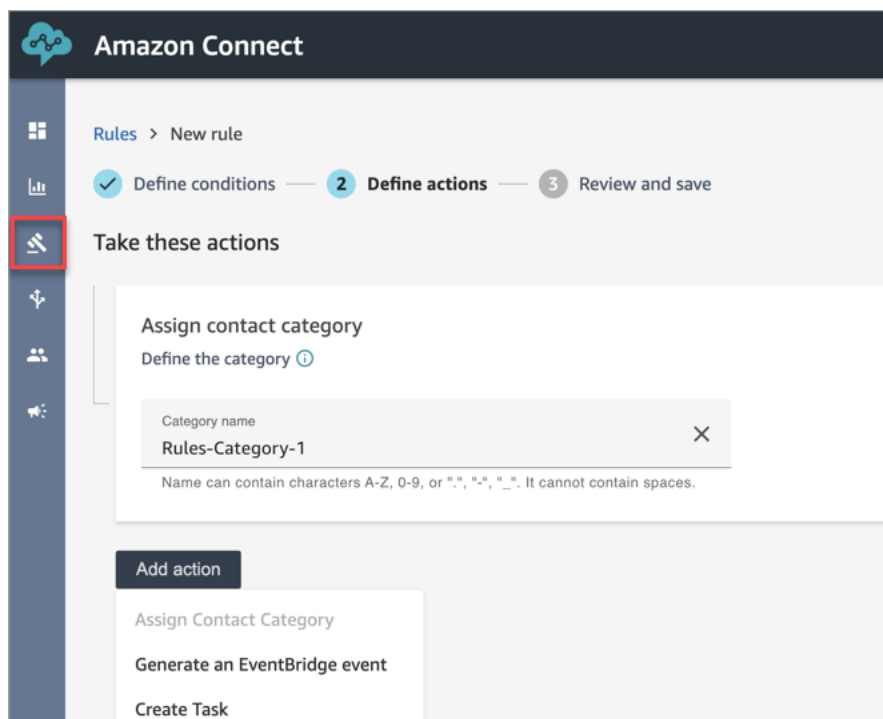 Amazon Connect
Rules > New rule
Define conditions 2 Define actions 3 Review and save
Take these actions
Assign contact category
Define the category
Category name
Rules-Category-1
Name can contain characters A-Z, 0-9, or ".", "-", "_". It cannot contain spaces.
Add action
Assign Contact Category
Generate an EventBridge event
Create Task